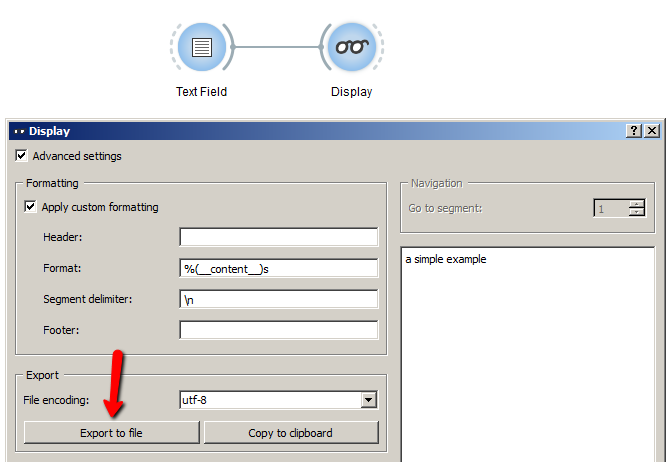 Text Field
Display
Display
Advanced settings
Formatting
Apply custom formatting
Header:
Format:
%(__content__)s
Segment delimiter:
\n
Footer:
Export
File encoding:
utf-8
Export to file
Copy to clipboard
Navigation
Go to segment:
1
a simple example